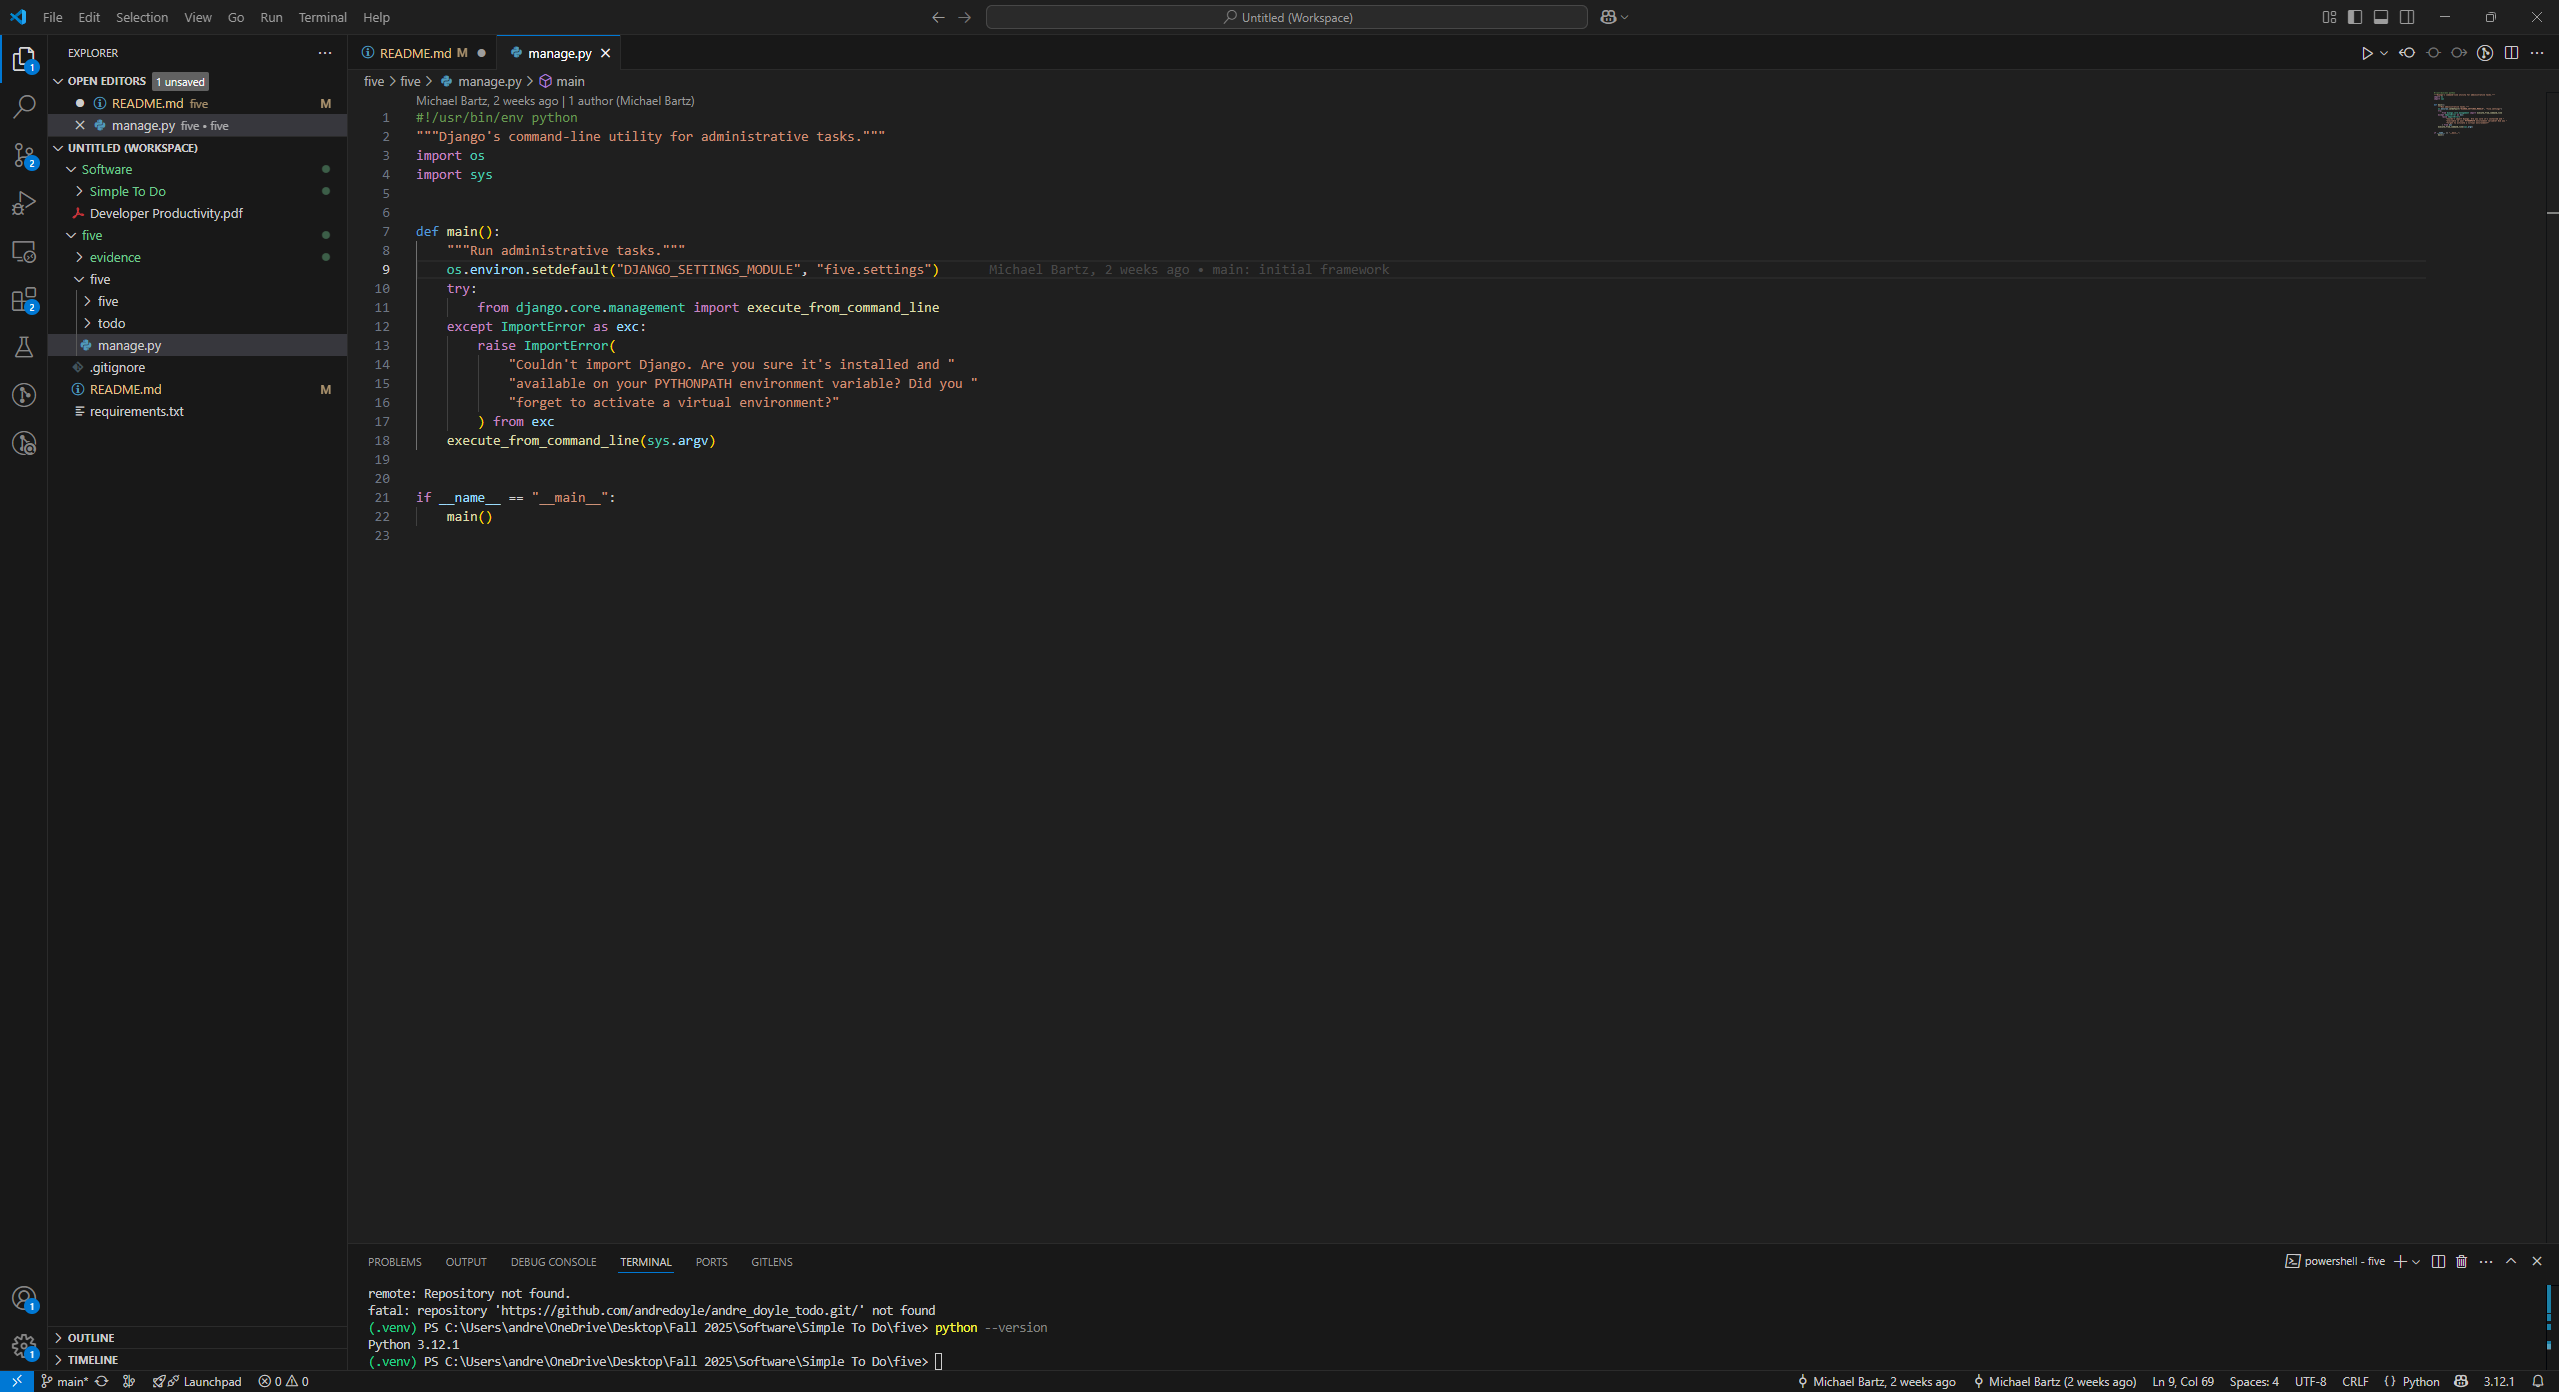 File Edit Selection View Go Run Terminal Help
Untitled (Workspace)
EXPLORER
OPEN EDITORS 1 unsaved
README.md five M
manage.py five • five
UNTITLED (WORKSPACE)
Software
Simple To Do
Developer Productivity.pdf
five
evidence
five
five
todo
manage.py
.gitignore
README.md M
requirements.txt
OUTLINE
TIMELINE
1
2
2
1
1
README.md M
manage.py
five > five > manage.py > main
Michael Bartz, 2 weeks ago | 1 author (Michael Bartz)
1 #!/usr/bin/env python
2 """Django's command-line utility for administrative tasks."""
3 import os
4 import sys
5
6
7 def main():
8     """Run administrative tasks."""
9     os.environ.setdefault("DJANGO_SETTINGS_MODULE", "five.settings") Michael Bartz, 2 weeks ago • main: initial framework
10     try:
11         from django.core.management import execute_from_command_line
12     except ImportError as exc:
13         raise ImportError(
14             "Couldn't import Django. Are you sure it's installed and "
15             "available on your PYTHONPATH environment variable? Did you "
16             "forget to activate a virtual environment?"
17         ) from exc
18     execute_from_command_line(sys.argv)
19
20
21 if __name__ == "__main__":
22     main()
23
PROBLEMS OUTPUT DEBUG CONSOLE TERMINAL PORTS GITLENS
powershell - five
remote: Repository not found.
fatal: repository 'https://github.com/andredoyle/andre_doyle_todo.git/' not found
(.venv) PS C:\Users\andre\OneDrive\Desktop\Fall 2025\Software\Simple To Do\five> python --version
Python 3.12.1
(.venv) PS C:\Users\andre\OneDrive\Desktop\Fall 2025\Software\Simple To Do\five>
main* Launchpad 0 0
Michael Bartz, 2 weeks ago Michael Bartz (2 weeks ago) Ln 9, Col 69 Spaces: 4 UTF-8 CRLF {} Python 3.12.1